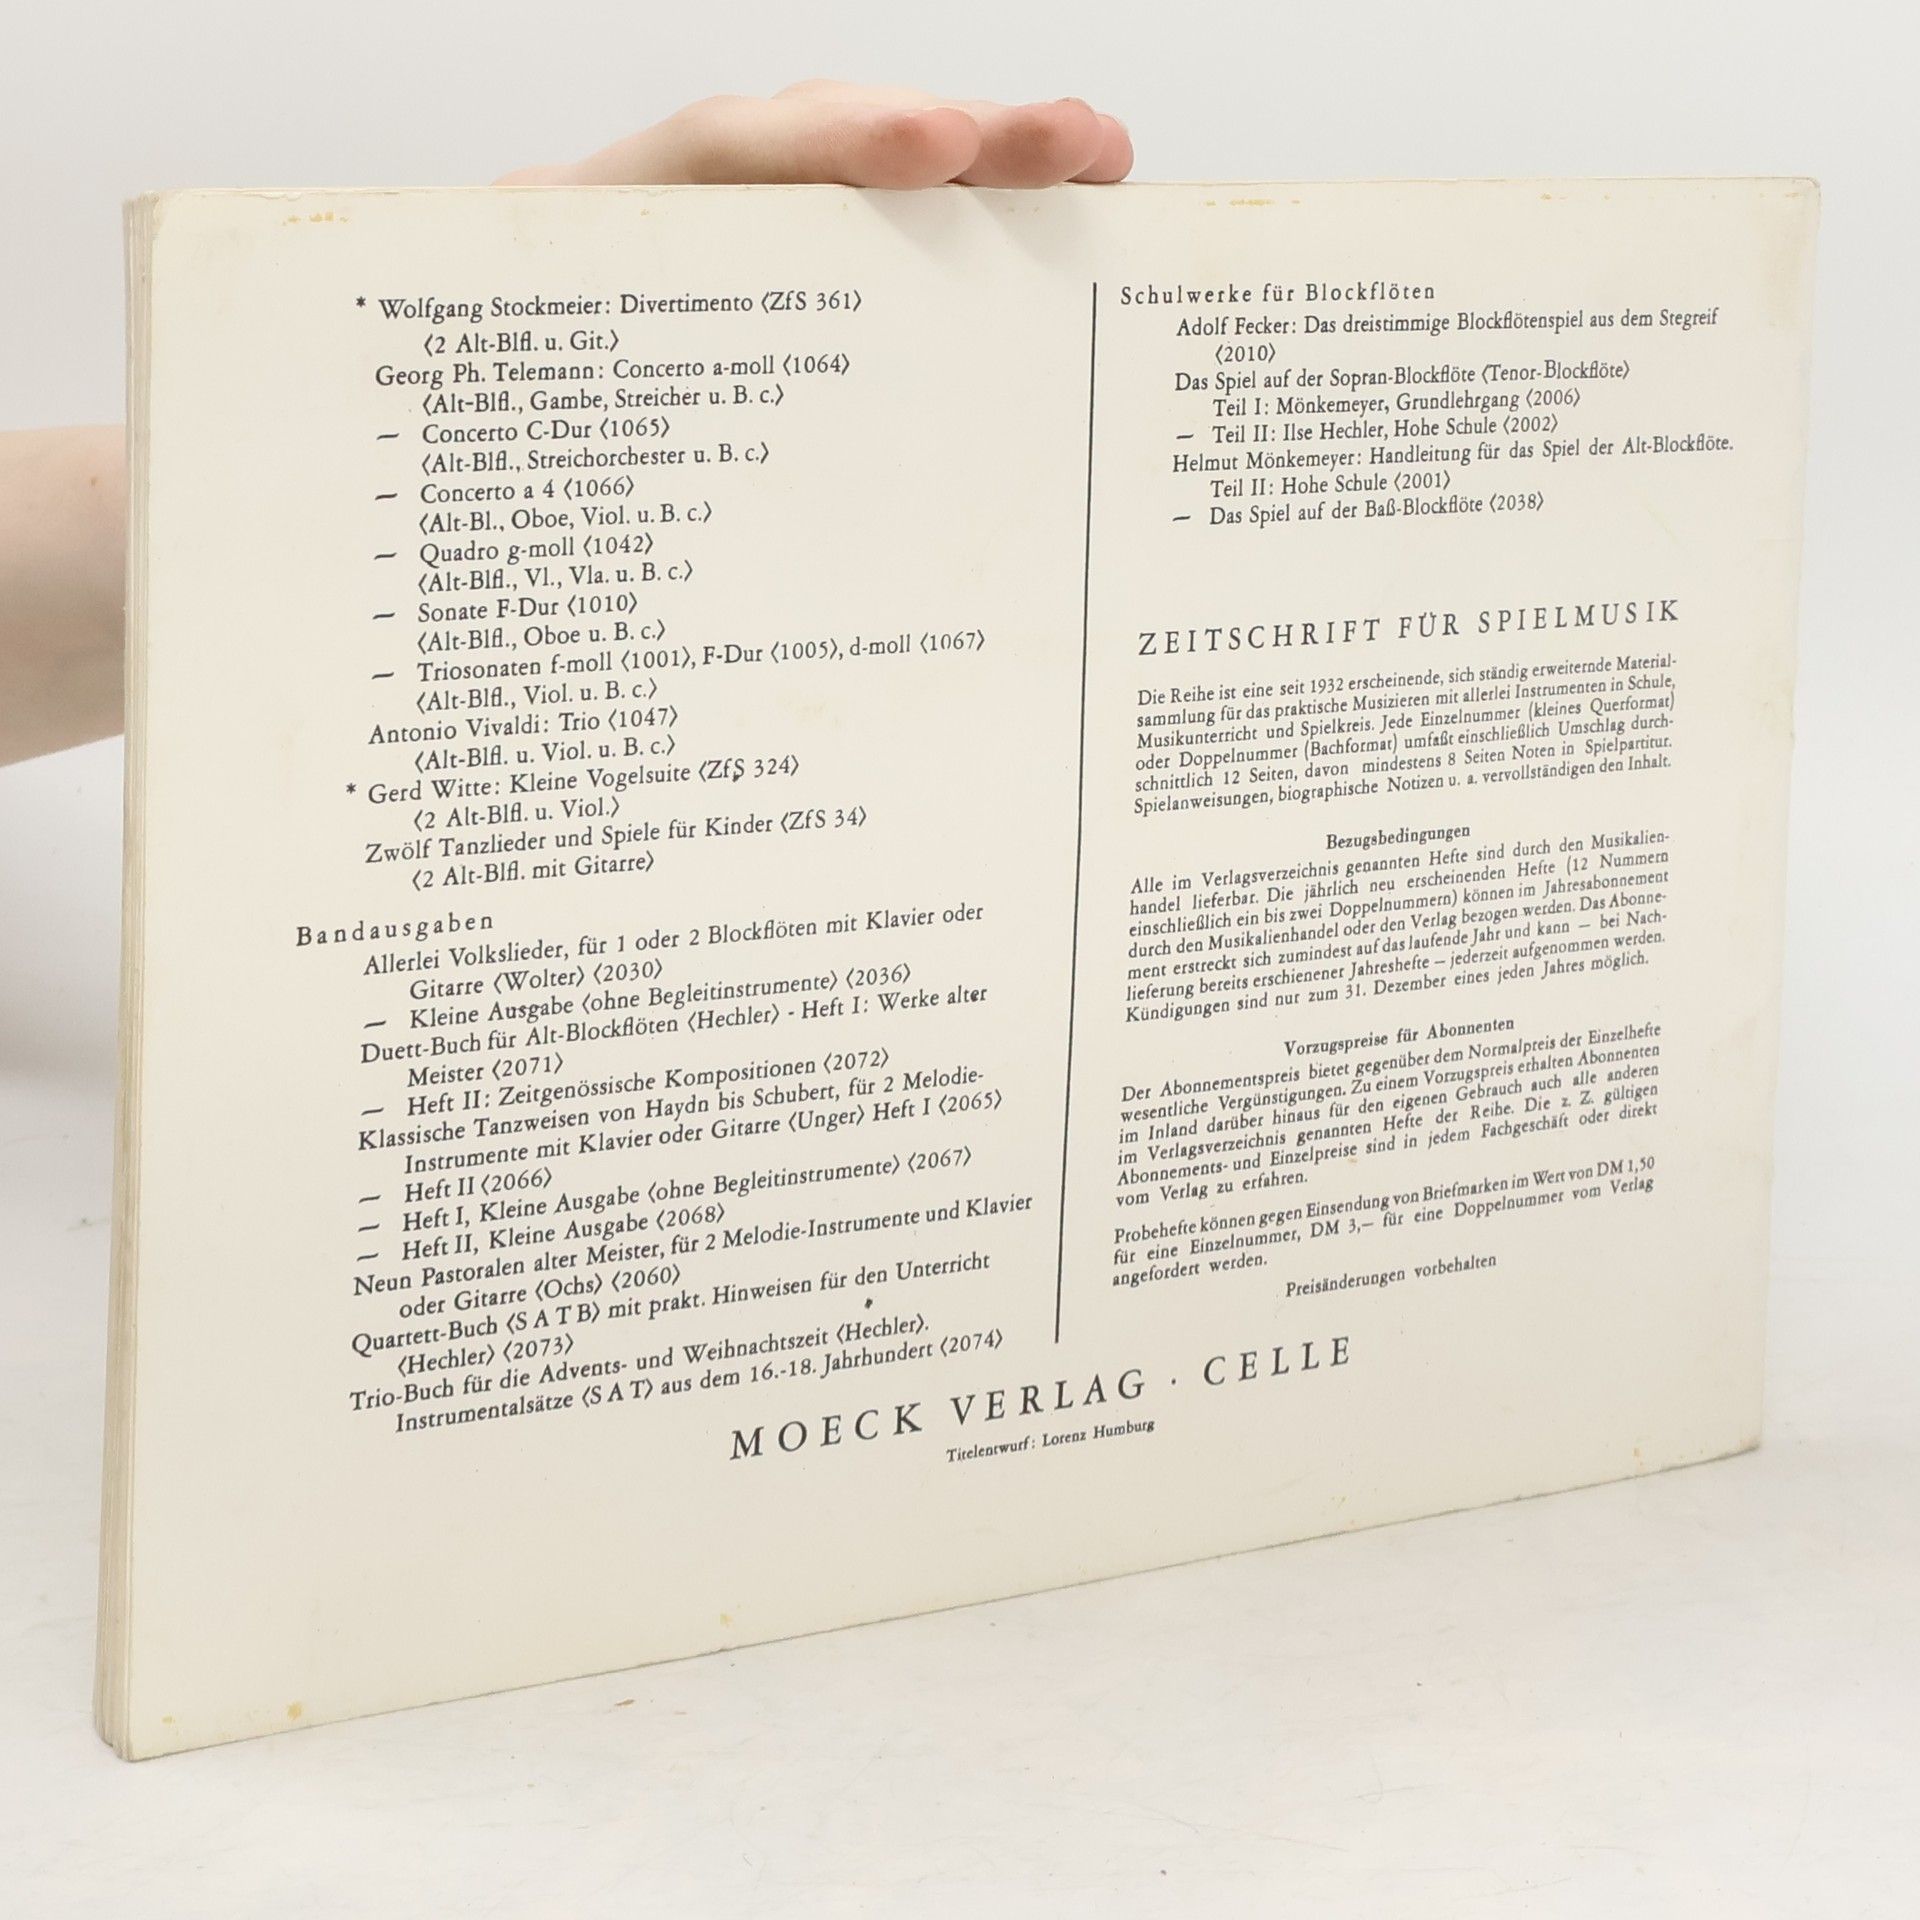 * Wolfgang Stockmeier: Divertimento ⟨ZfS 361⟩
⟨2 Alt-Blfl. u. Git.⟩
Georg Ph. Telemann: Concerto a-moll ⟨1064⟩
⟨Alt-Blfl., Gambe, Streicher u. B. c.⟩
— Concerto C-Dur ⟨1065⟩
⟨Alt-Blfl., Streichorchester u. B. c.⟩
— Concerto a 4 ⟨1066⟩
⟨Alt-Bl., Oboe, Viol. u. B. c.⟩
— Quadro g-moll ⟨1042⟩
⟨Alt-Blfl., Vl., Vla. u. B. c.⟩
— Sonate F-Dur ⟨1010⟩
⟨Alt-Blfl., Oboe u. B. c.⟩
— Triosonaten f-moll ⟨1001⟩, F-Dur ⟨1005⟩, d-moll ⟨1067⟩
⟨Alt-Blfl., Viol. u. B. c.⟩
Antonio Vivaldi: Trio ⟨1047⟩
⟨Alt-Blfl. u. Viol. u. B. c.⟩
* Gerd Witte: Kleine Vogelsuite ⟨ZfS 324⟩
⟨2 Alt-Blfl. u. Viol.⟩
Zwölf Tanzlieder und Spiele für Kinder ⟨ZfS 34⟩
⟨2 Alt-Blfl. mit Gitarre⟩
Bandausgaben
Allerlei Volkslieder, für 1 oder 2 Blockflöten mit Klavier oder
Gitarre ⟨Wolter⟩ ⟨2030⟩
— Kleine Ausgabe ⟨ohne Begleitinstrumente⟩ ⟨2036⟩
Duett-Buch für Alt-Blockflöten ⟨Hechler⟩ - Heft I: Werke alter
Meister ⟨2071⟩
— Heft II: Zeitgenössische Kompositionen ⟨2072⟩
Klassische Tanzweisen von Haydn bis Schubert, für 2 Melodie-
Instrumente mit Klavier oder Gitarre ⟨Unger⟩ Heft I ⟨2065⟩
— Heft II ⟨2066⟩
— Heft I, Kleine Ausgabe ⟨ohne Begleitinstrumente⟩ ⟨2067⟩
— Heft II, Kleine Ausgabe ⟨2068⟩
Neun Pastoralen alter Meister, für 2 Melodie-Instrumente und Klavier
oder Gitarre ⟨Ochs⟩ ⟨2060⟩
Quartett-Buch ⟨S A T B⟩ mit prakt. Hinweisen für den Unterricht
⟨Hechler⟩ ⟨2073⟩
Trio-Buch für die Advents- und Weihnachtszeit ⟨Hechler⟩.
Instrumentalsätze ⟨S A T⟩ aus dem 16.-18. Jahrhundert ⟨2074⟩
Schulwerke für Blockflöten
Adolf Fecker: Das dreistimmige Blockflötenspiel aus dem Stegreif
⟨2010⟩
Das Spiel auf der Sopran-Blockflöte ⟨Tenor-Blockflöte⟩
Teil I: Mönkemeyer, Grundlehrgang ⟨2006⟩
— Teil II: Ilse Hechler, Hohe Schule ⟨2002⟩
Helmut Mönkemeyer: Handleitung für das Spiel der Alt-Blockflöte.
Teil II: Hohe Schule ⟨2001⟩
— Das Spiel auf der Baß-Blockflöte ⟨2038⟩
ZEITSCHRIFT FÜR SPIELMUSIK
Die Reihe ist eine seit 1932 erscheinende, sich ständig erweiternde Material-
sammlung für das praktische Musizieren mit allerlei Instrumenten in Schule,
Musikunterricht und Spielkreis. Jede Einzelnummer (kleines Querformat)
oder Doppelnummer (Bachformat) umfaßt einschließlich Umschlag durch-
schnittlich 12 Seiten, davon mindestens 8 Seiten Noten in Spielpartitur.
Spielanweisungen, biographische Notizen u. a. vervollständigen den Inhalt.
Bezugsbedingungen
Alle im Verlagsverzeichnis genannten Hefte sind durch den Musikalien-
handel lieferbar. Die jährlich neu erscheinenden Hefte (12 Nummern
einschließlich ein bis zwei Doppelnummern) können im Jahresabonnement
durch den Musikalienhandel oder den Verlag bezogen werden. Das Abonne-
ment erstreckt sich zumindest auf das laufende Jahr und kann — bei Nach-
lieferung bereits erschienener Jahreshefte — jederzeit aufgenommen werden.
Kündigungen sind nur zum 31. Dezember eines jeden Jahres möglich.
Vorzugspreise für Abonnenten
Der Abonnementspreis bietet gegenüber dem Normalpreis der Einzelhefte
wesentliche Vergünstigungen. Zu einem Vorzugspreis erhalten Abonnenten
im Inland darüber hinaus für den eigenen Gebrauch auch alle anderen
im Verlagsverzeichnis genannten Hefte der Reihe. Die z. Z. gültigen
Abonnements- und Einzelpreise sind in jedem Fachgeschäft oder direkt
vom Verlag zu erfahren.
Probehefte können gegen Einsendung von Briefmarken im Wert von DM 1,50
für eine Einzelnummer, DM 3,— für eine Doppelnummer vom Verlag
angefordert werden.
Preisänderungen vorbehalten
MOECK VERLAG · CELLE
Titelentwurf: Lorenz Humburg